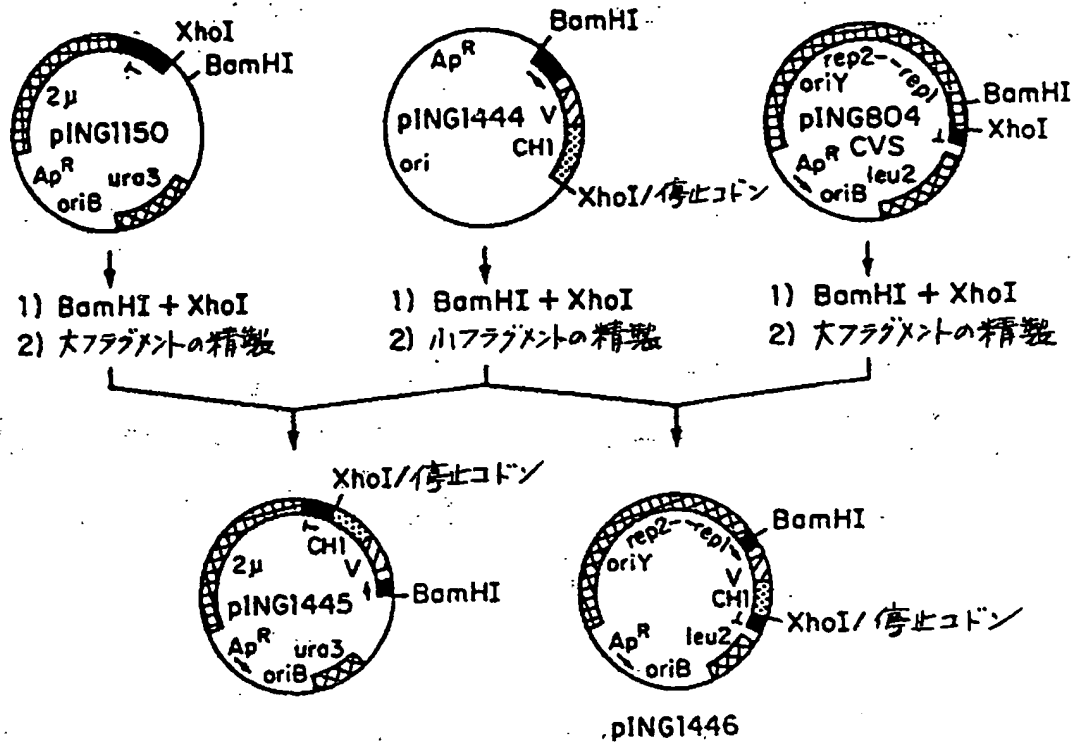 XhoI
BamHI
2μ
pING1150
Ap^R
ura3
oriB
BamHI
Ap^R
pING1444
V
CH1
ori
XhoI/停止コドン
rep2
rep1
oriY
BamHI
pING804
XhoI
CVS
Ap^R
leu2
oriB
1) BamHI + XhoI
2) 大フラグメントの精製
1) BamHI + XhoI
2) 小フラグメントの精製
1) BamHI + XhoI
2) 大フラグメントの精製
XhoI/停止コドン
CH1
2μ
V
BamHI
pING1445
Ap^R
ura3
oriB
rep2
rep1
BamHI
oriY
V
CH1
XhoI/停止コドン
leu2
Ap^R
oriB
pING1446